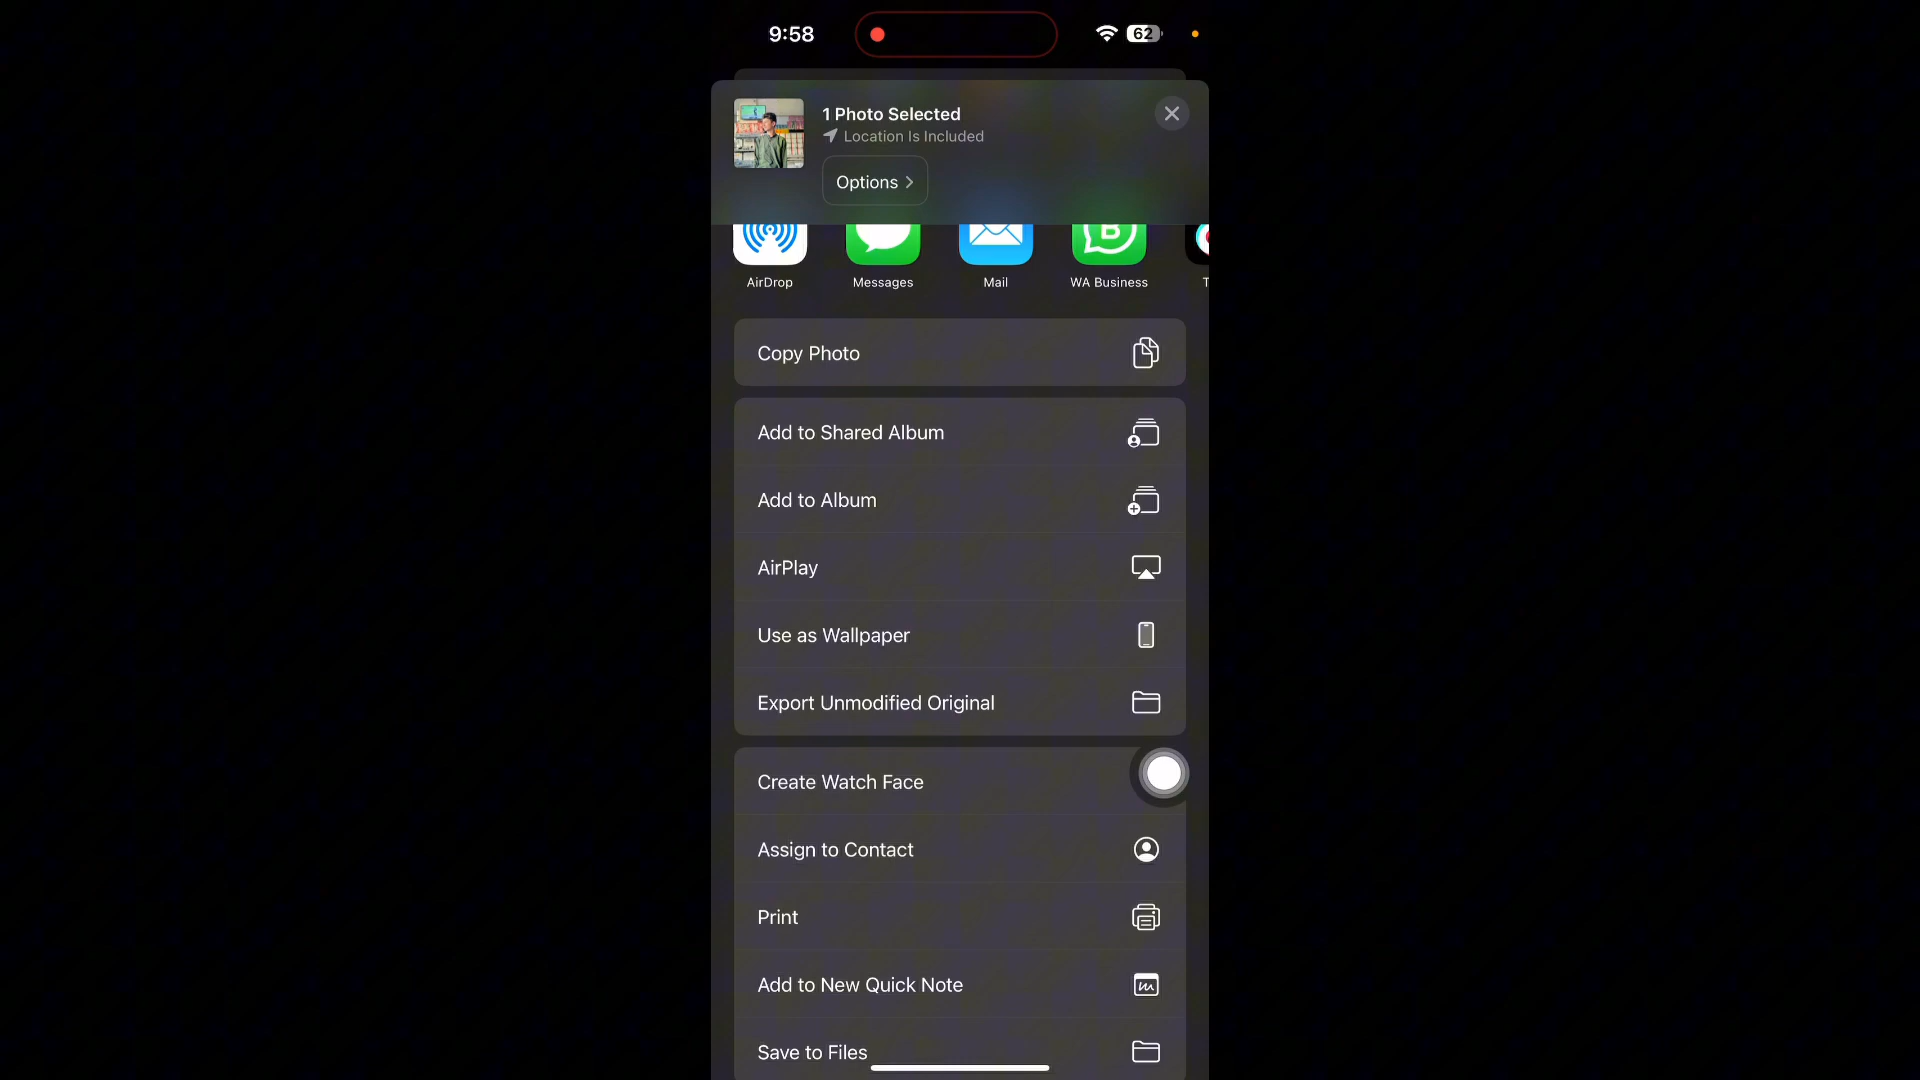 9:58
62
1 Photo Selected
Location Is Included
Options
AirDrop
Messages
Mail
WA Business
T
Copy Photo
Add to Shared Album
Add to Album
AirPlay
Use as Wallpaper
Export Unmodified Original
Create Watch Face
Assign to Contact
Print
Add to New Quick Note
Save to Files